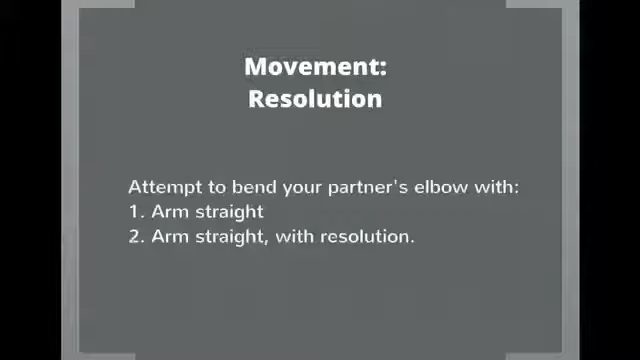 Movement:
Resolution
Attempt to bend your partner's elbow with:
1. Arm straight
2. Arm straight, with resolution.